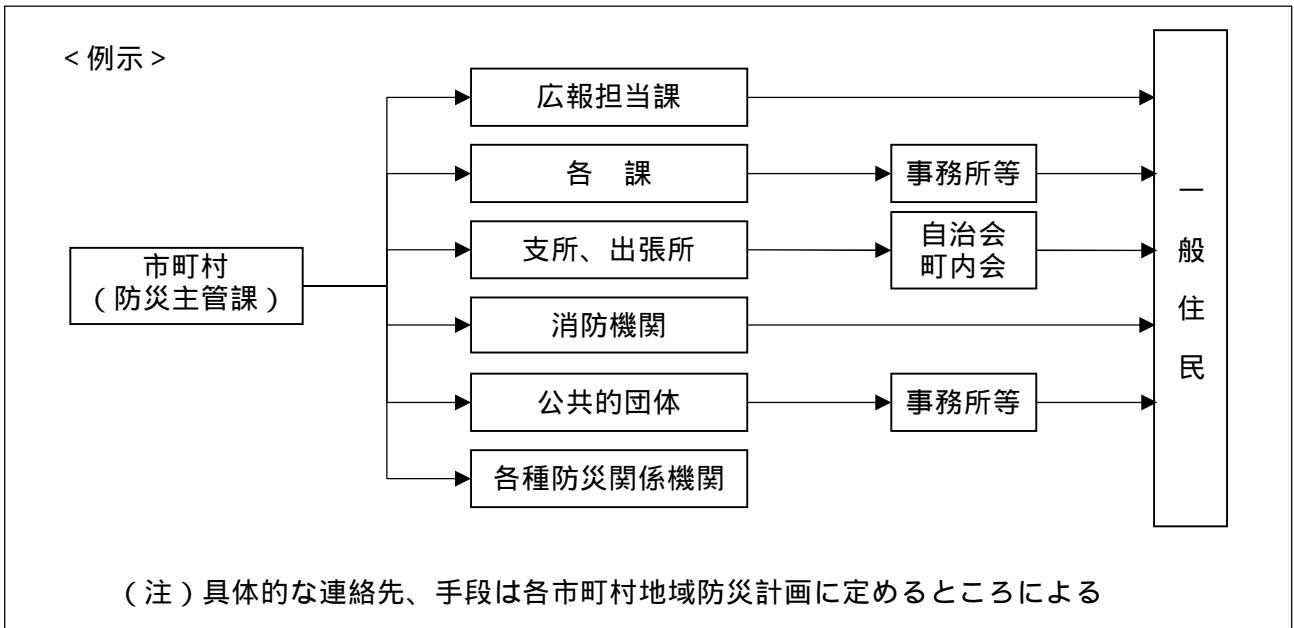 <例示>
広報担当課
各 課
事務所等
支所、出張所
自治会
町内会
市町村
(防災主管課)
消防機関
公共的団体
事務所等
各種防災関係機関
一般住民
(注)具体的な連絡先、手段は各市町村地域防災計画に定めるところによる